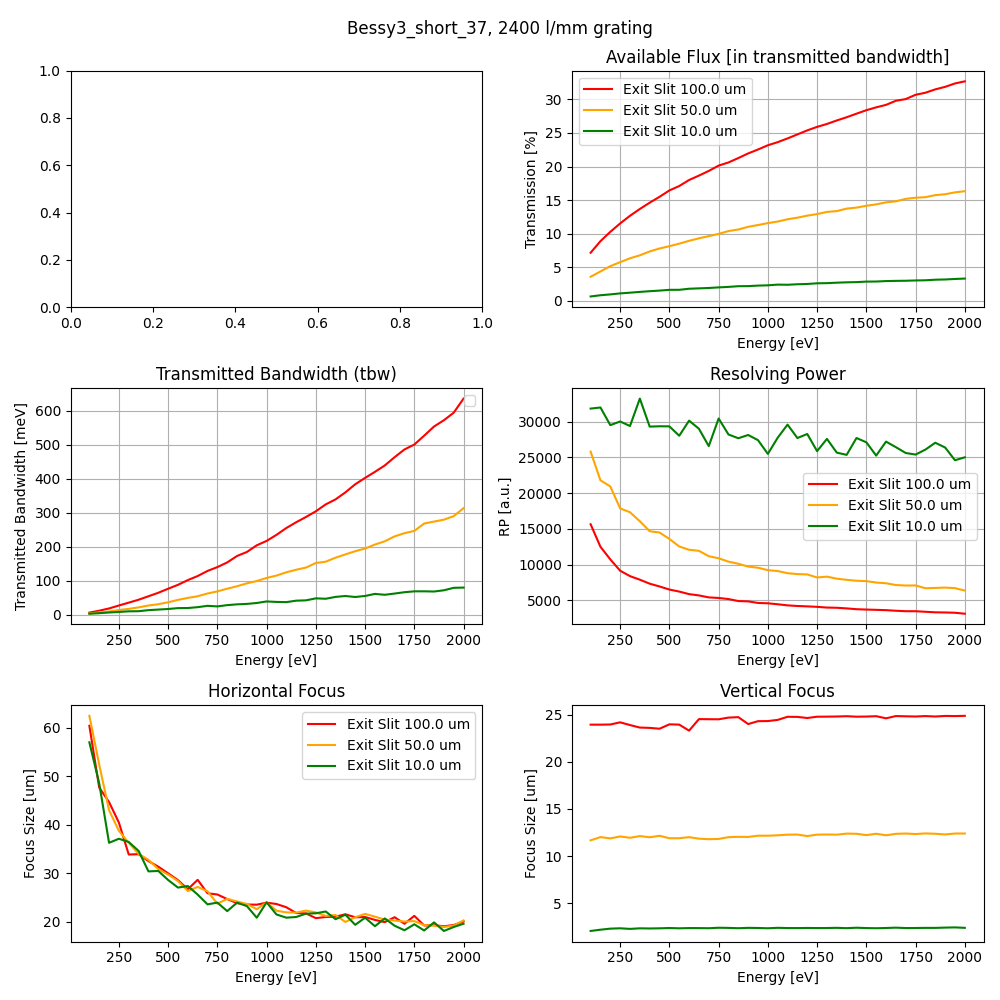 Bessy3_short_37, 2400 l/mm grating
1.0
0.8
0.6
0.4
0.2
0.0
0.0 0.2 0.4 0.6 0.8 1.0
Available Flux [in transmitted bandwidth]
Transmission [%]
30
25
20
15
10
5
0
Exit Slit 100.0 um
Exit Slit 50.0 um
Exit Slit 10.0 um
250 500 750 1000 1250 1500 1750 2000
Energy [eV]
Transmitted Bandwidth (tbw)
Transmitted Bandwidth [meV]
600
500
400
300
200
100
0
250 500 750 1000 1250 1500 1750 2000
Energy [eV]
Resolving Power
RP [a.u.]
30000
25000
20000
15000
10000
5000
Exit Slit 100.0 um
Exit Slit 50.0 um
Exit Slit 10.0 um
250 500 750 1000 1250 1500 1750 2000
Energy [eV]
Horizontal Focus
Focus Size [um]
60
50
40
30
20
Exit Slit 100.0 um
Exit Slit 50.0 um
Exit Slit 10.0 um
250 500 750 1000 1250 1500 1750 2000
Energy [eV]
Vertical Focus
Focus Size [um]
25
20
15
10
5
250 500 750 1000 1250 1500 1750 2000
Energy [eV]